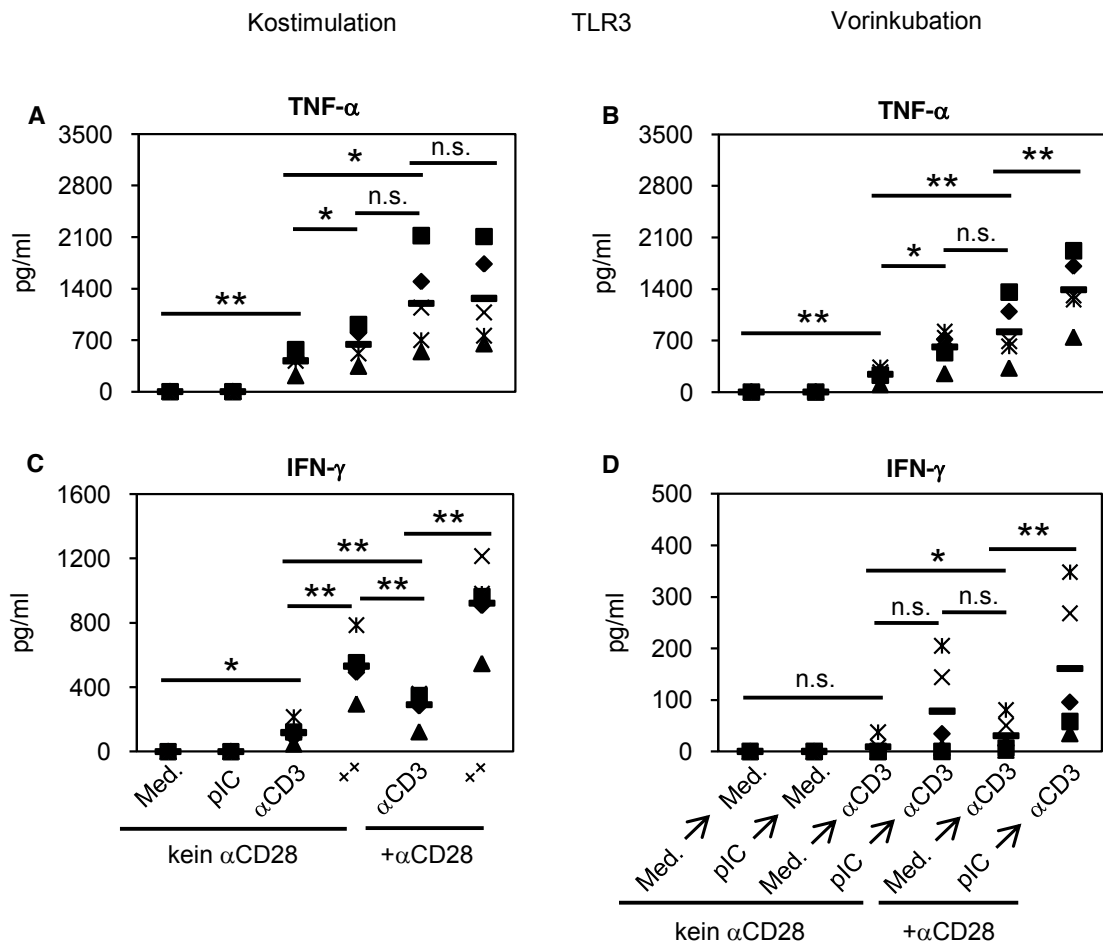 Kostimulation TLR3 Vorinkubation
A TNF-α
pg/ml
3500
2800
2100
1400
700
0
** * n.s. * n.s.
B TNF-α
pg/ml
3500
2800
2100
1400
700
0
** * n.s. ** **
C IFN-γ
pg/ml
1600
1200
800
400
0
* ** ** ** **
Med. pIC αCD3 ++ αCD3 ++
kein αCD28 +αCD28
D IFN-γ
pg/ml
500
400
300
200
100
0
n.s. n.s. n.s. * **
Med. → Med.
pIC → Med.
Med. → αCD3
pIC → αCD3
Med. → αCD3
pIC → αCD3
kein αCD28 +αCD28